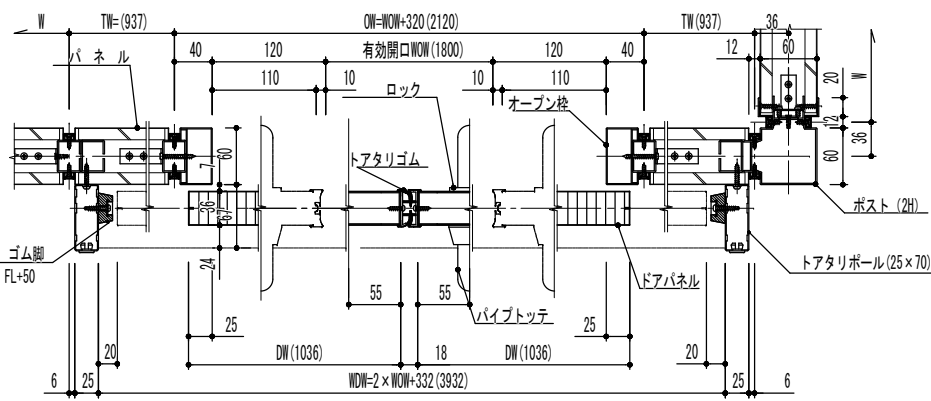 W
TW=(937)
OW=WOW+320(2120)
TW(937)
36
パネル
40
120
有効開口WOW(1800)
120
40
12
60
110
10
ロック
10
110
オープン枠
20
W
トアタリゴム
12
36
7
60
60
36
67
ポスト(2H)
ゴム脚
FL+50
24
トアタリポール(25×70)
ドアパネル
55
55
パイプトッテ
25
25
20
DW(1036)
18
DW(1036)
20
6
25
WDW=2×WOW+332(3932)
25
6